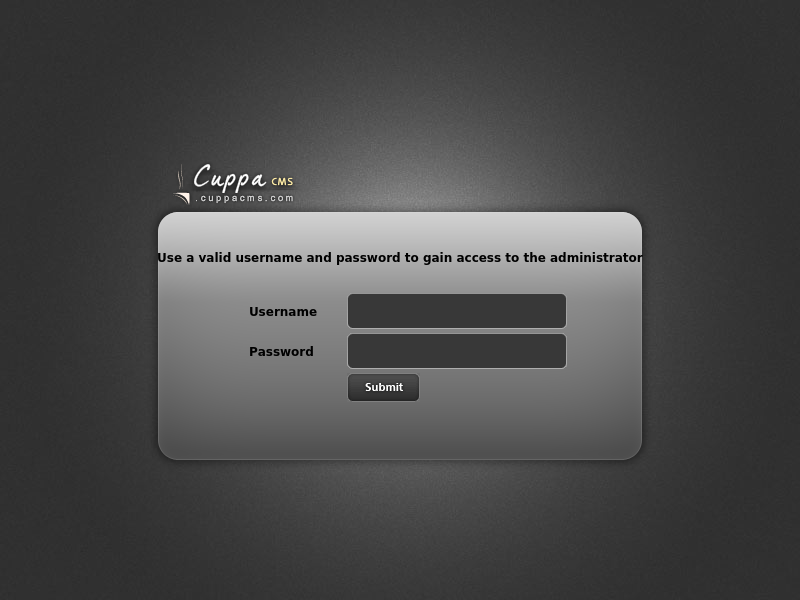 Cuppa CMS
.cuppacms.com
Use a valid username and password to gain access to the administrator
Username
Password
Submit